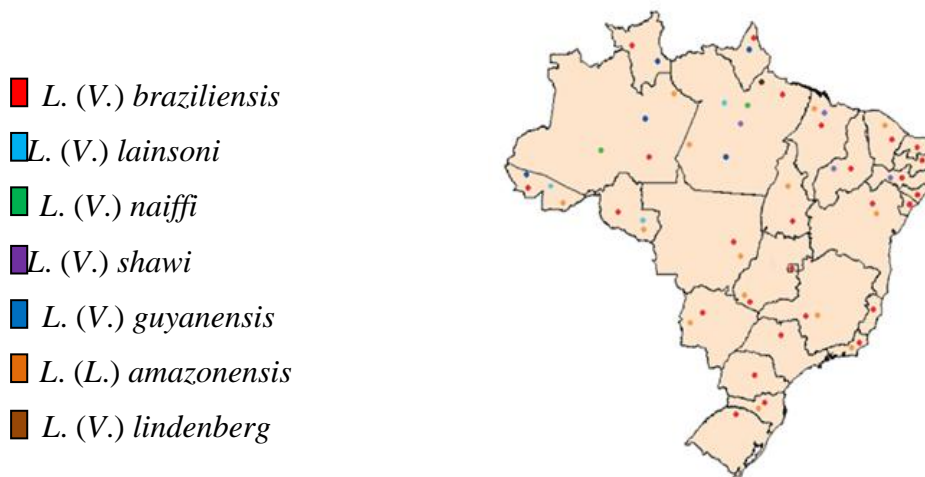 L. (V.) braziliensis
L. (V.) lainsoni
L. (V.) naiffi
L. (V.) shawi
L. (V.) guyanensis
L. (L.) amazonensis
L. (V.) lindenberg